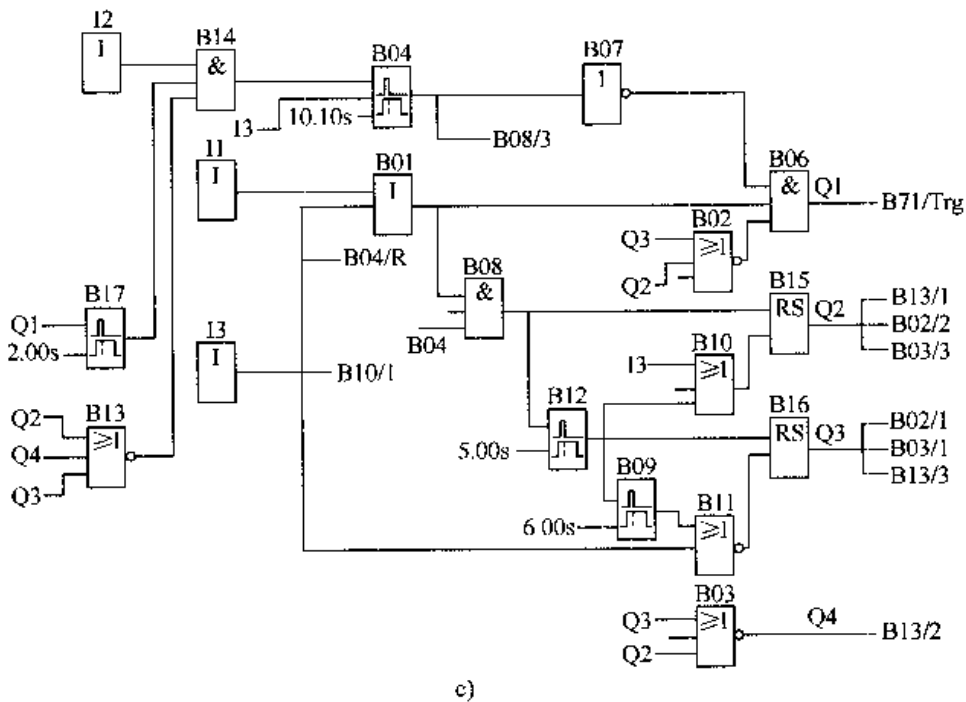 I2
I
B14
&
B04
10.10s
I3
B08/3
B07
1
I1
I
B01
I
B06
&
Q1
B71/Trg
B02
Q3
≥1
Q2
B04/R
B08
&
B04
B15
RS
Q2
B13/1
B02/2
B03/3
B17
Q1
2.00s
I3
I
B10/1
B10
I3
≥1
B12
5.00s
B16
RS
Q3
B02/1
B03/1
B13/3
B13
Q2
≥1
Q4
Q3
B09
6.00s
B11
≥1
B03
Q3
≥1
Q2
Q4
B13/2
c)